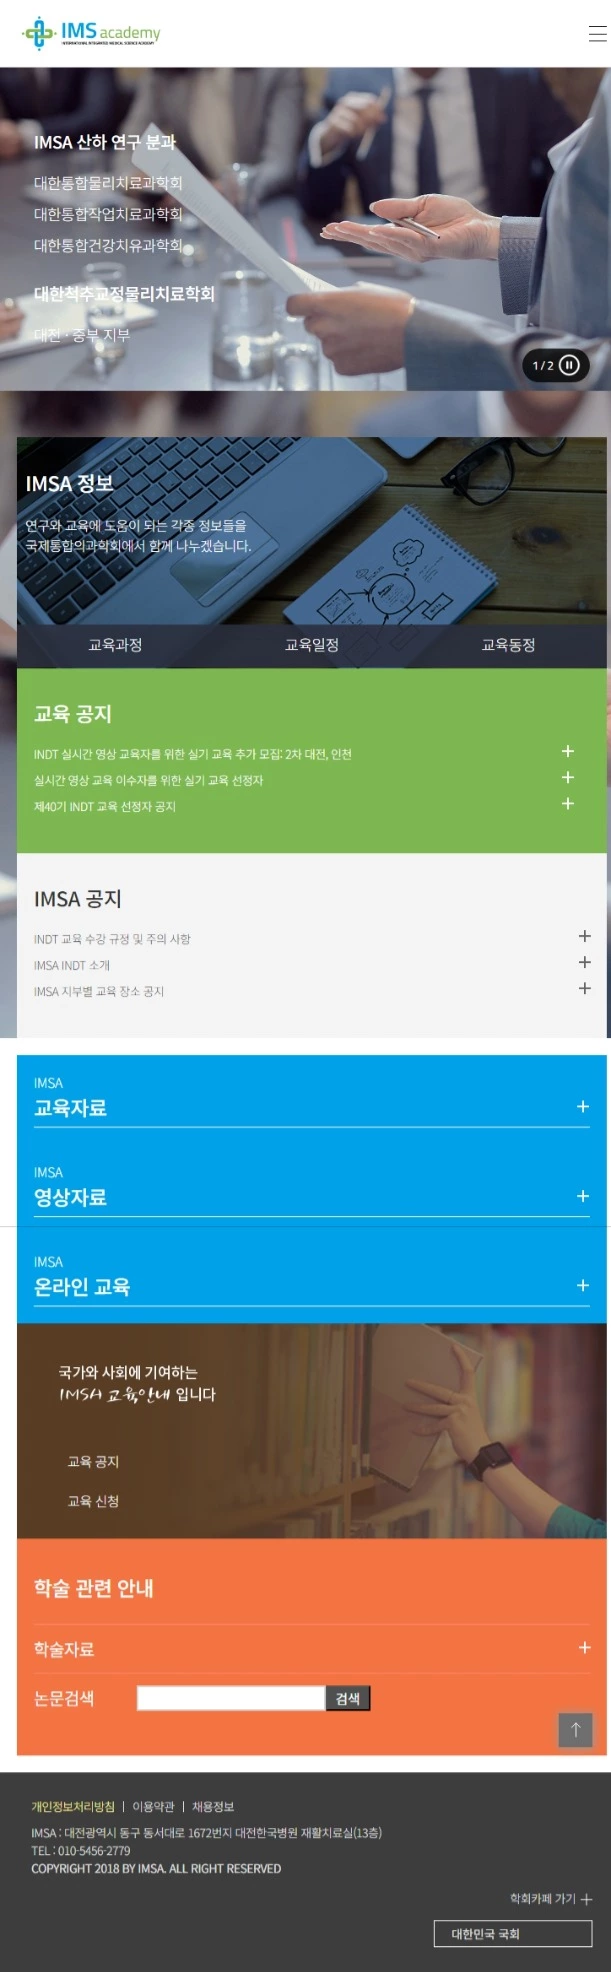 IMS academy
INTERNATIONAL INTEGRATED MEDICAL SCIENCE ACADEMY
IMSA 산하 연구 분과
대한통합물리치료과학회
대한통합작업치료과학회
대한통합건강치유과학회
대한척추교정물리치료학회
대전 · 중부 지부
1 / 2
IMSA 정보
연구와 교육에 도움이 되는 각종 정보들을
국제통합의과학회에서 함께 나누겠습니다.
교육과정 교육일정 교육동정
교육 공지
INDT 실시간 영상 교육자를 위한 실기 교육 추가 모집: 2차 대전, 인천
실시간 영상 교육 이수자를 위한 실기 교육 선정자
제40기 INDT 교육 선정자 공지
IMSA 공지
INDT 교육 수강 규정 및 주의 사항
IMSA INDT 소개
IMSA 지부별 교육 장소 공지
IMSA
교육자료
IMSA
영상자료
IMSA
온라인 교육
국가와 사회에 기여하는
IMSA 교육안내 입니다
교육 공지
교육 신청
학술 관련 안내
학술자료
논문검색 검색
개인정보처리방침 | 이용약관 | 채용정보
IMSA : 대전광역시 동구 동서대로 1672번지 대전한국병원 재활치료실(13층)
TEL : 010-5456-2779
COPYRIGHT 2018 BY IMSA. ALL RIGHT RESERVED
학회카페 가기
대한민국 국회